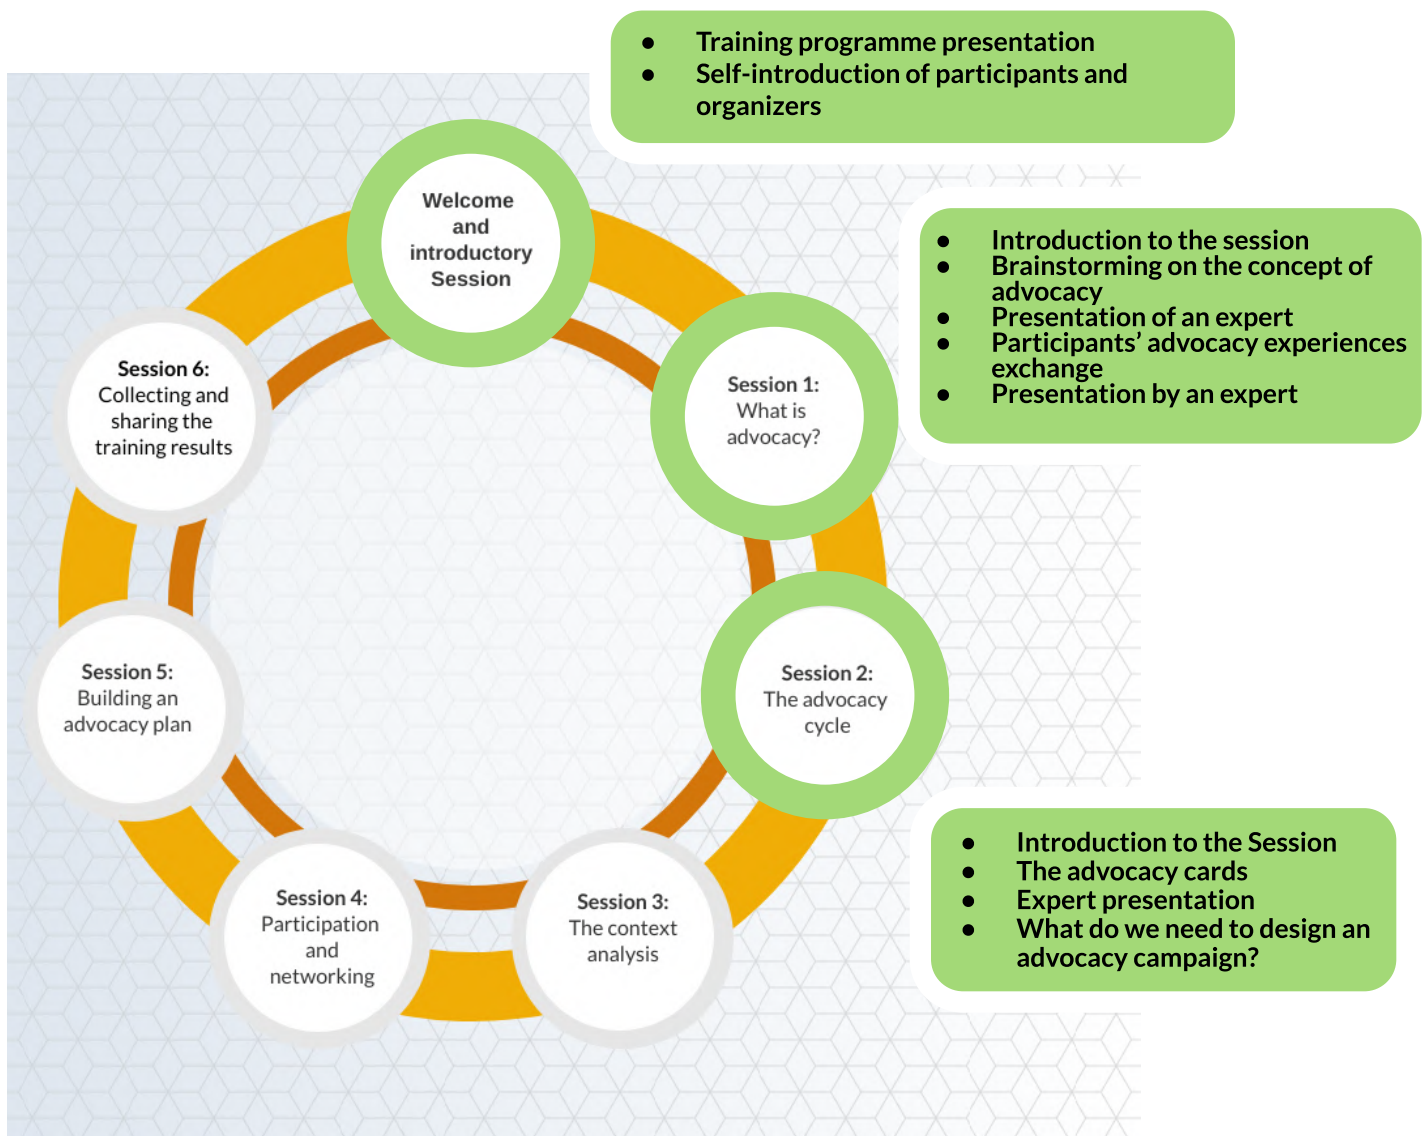 ● Training programme presentation
● Self-introduction of participants and
organizers
Welcome
and
introductory
Session
● Introduction to the session
● Brainstorming on the concept of
advocacy
● Presentation of an expert
● Participants’ advocacy experiences
exchange
● Presentation by an expert
Session 1:
What is
advocacy?
Session 2:
The advocacy
cycle
● Introduction to the Session
● The advocacy cards
● Expert presentation
● What do we need to design an
advocacy campaign?
Session 3:
The context
analysis
Session 4:
Participation
and
networking
Session 5:
Building an
advocacy plan
Session 6:
Collecting and
sharing the
training results